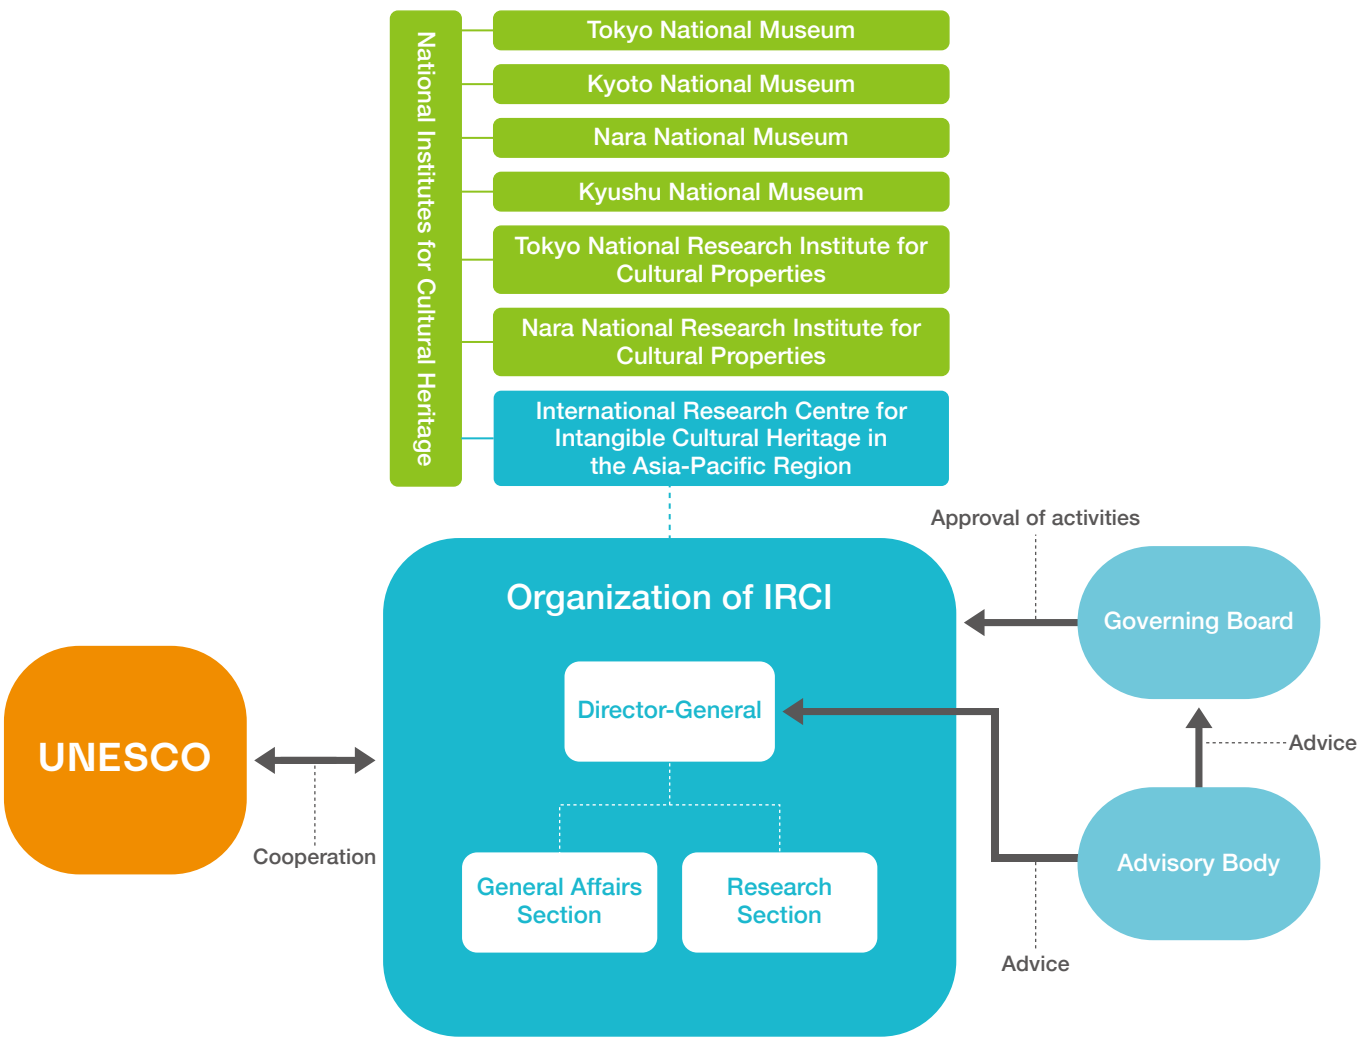 National Institutes for Cultural Heritage
Tokyo National Museum
Kyoto National Museum
Nara National Museum
Kyushu National Museum
Tokyo National Research Institute for
Cultural Properties
Nara National Research Institute for
Cultural Properties
International Research Centre for
Intangible Cultural Heritage in
the Asia-Pacific Region
Approval of activities
Organization of IRCI
Governing Board
Director-General
UNESCO
Advice
Cooperation
Advisory Body
General Affairs
Section
Research
Section
Advice